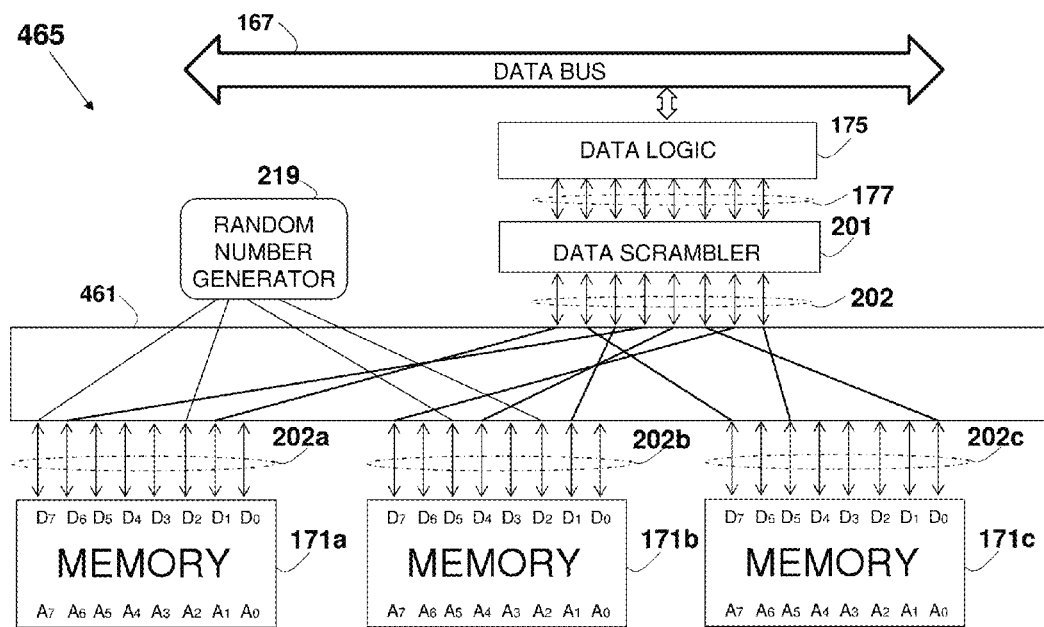 465
167
DATA BUS
175
DATA LOGIC
177
219
RANDOM
NUMBER
GENERATOR
201
DATA SCRAMBLER
202
461
202a
202b
202c
D7 D6 D5 D4 D3 D2 D1 D0
D7 D6 D5 D4 D3 D2 D1 D0
D7 D6 D5 D4 D3 D2 D1 D0
MEMORY
171a
MEMORY
171b
MEMORY
171c
A7 A6 A5 A4 A3 A2 A1 A0
A7 A6 A5 A4 A3 A2 A1 A0
A7 A6 A5 A4 A3 A2 A1 A0